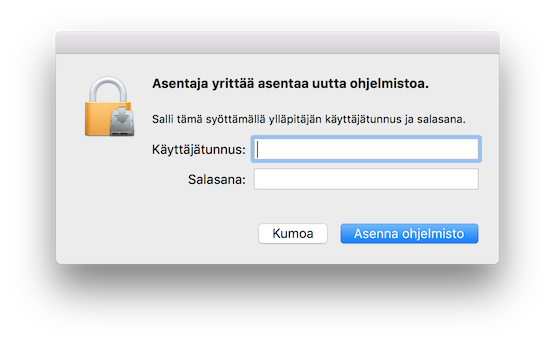 Asentaja yrittää asentaa uutta ohjelmistoa.
Salli tämä syöttämällä ylläpitäjän käyttäjätunnus ja salasana.
Käyttäjätunnus:
Salasana:
Kumoa
Asenna ohjelmisto